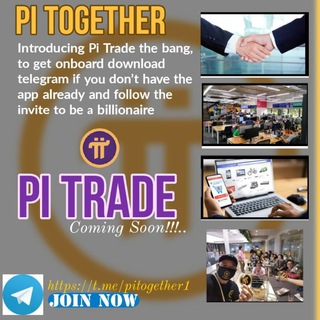 PI TOGETHER
Introducing Pi Trade the bang,
to get onboard download
telegram if you don't have the
app already and follow the
invite to be a billionaire
PI TRADE
Coming Soon!!!..
https://t.me/pitogether1
JOIN NOW